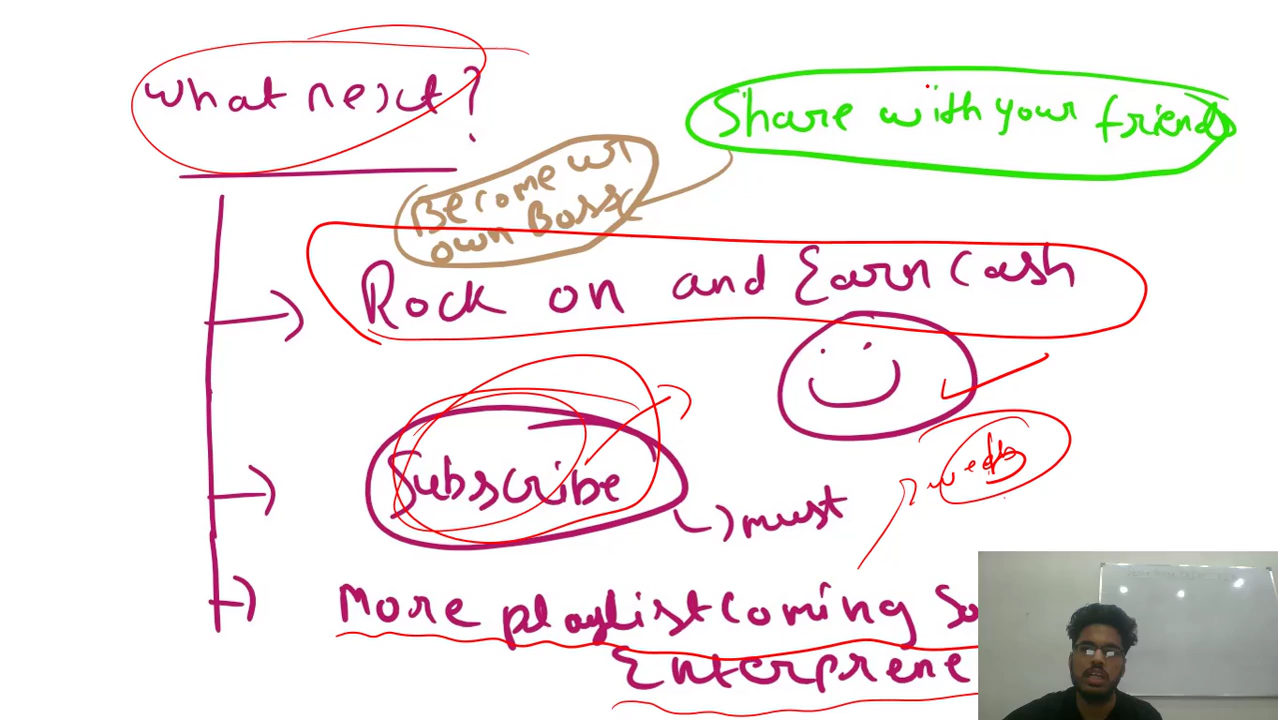 What next?
Share with your friends
Become ur
own Boss
Rock on and Earn Cash
Subscribe
must
More playlist Coming
Enterprene